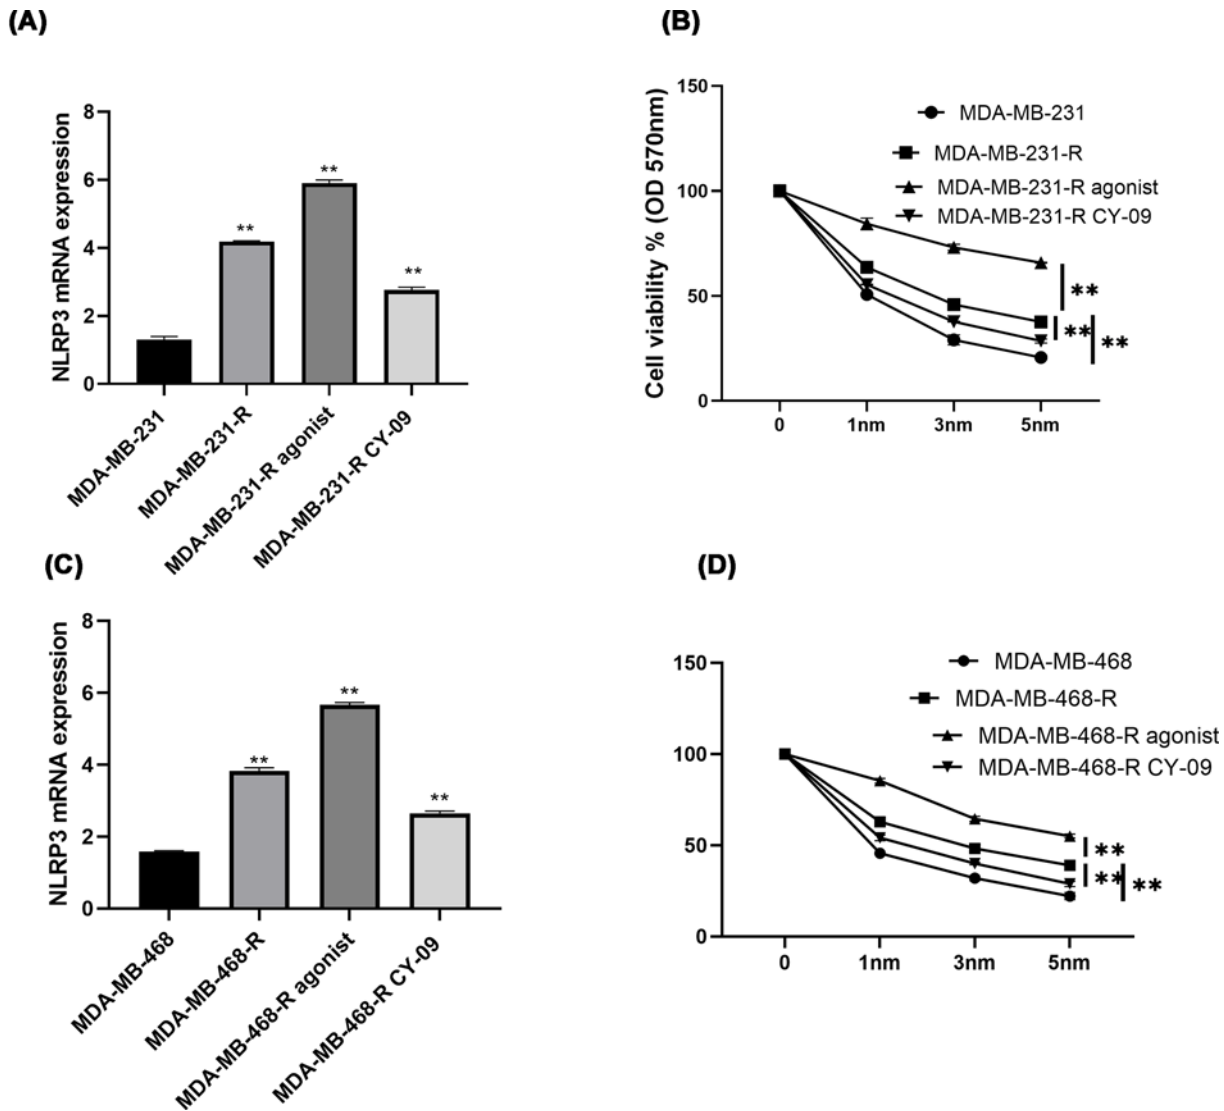 (A)
NLRP3 mRNA expression
8
6
4
2
0
**
**
**
MDA-MB-231
MDA-MB-231-R
MDA-MB-231-R agonist
MDA-MB-231-R CY-09
(B)
Cell viability % (OD 570nm)
150
100
50
0
MDA-MB-231
MDA-MB-231-R
MDA-MB-231-R agonist
MDA-MB-231-R CY-09
**
**
**
0 1nm 3nm 5nm
(C)
NLRP3 mRNA expression
8
6
4
2
0
**
**
**
MDA-MB-468
MDA-MB-468-R
MDA-MB-468-R agonist
MDA-MB-468-R CY-09
(D)
150
100
50
0
MDA-MB-468
MDA-MB-468-R
MDA-MB-468-R agonist
MDA-MB-468-R CY-09
**
**
**
0 1nm 3nm 5nm